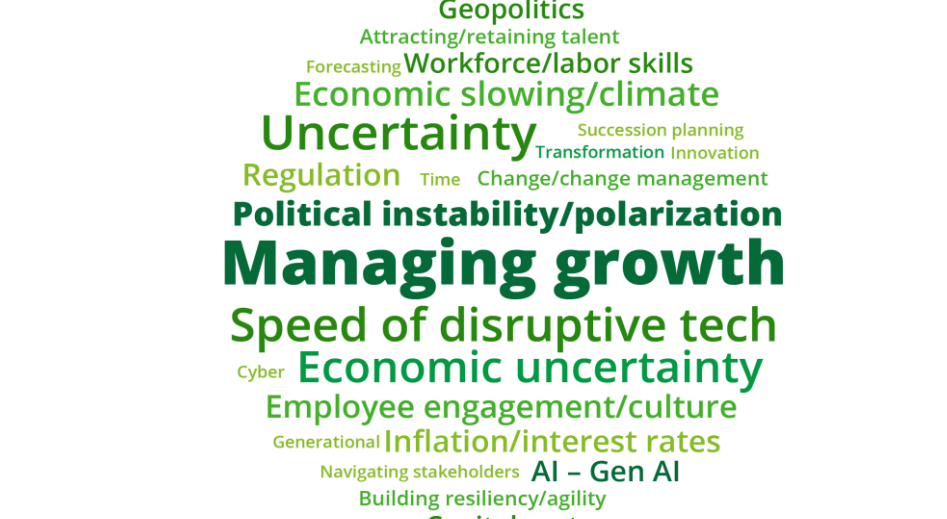 Geopolitics
Attracting/retaining talent
Forecasting Workforce/labor skills
Economic slowing/climate
Uncertainty Succession planning
Transformation Innovation
Regulation Time Change/change management
Political instability/polarization
Managing growth
Speed of disruptive tech
Cyber Economic uncertainty
Employee engagement/culture
Generational Inflation/interest rates
Navigating stakeholders AI – Gen AI
Building resiliency/agility